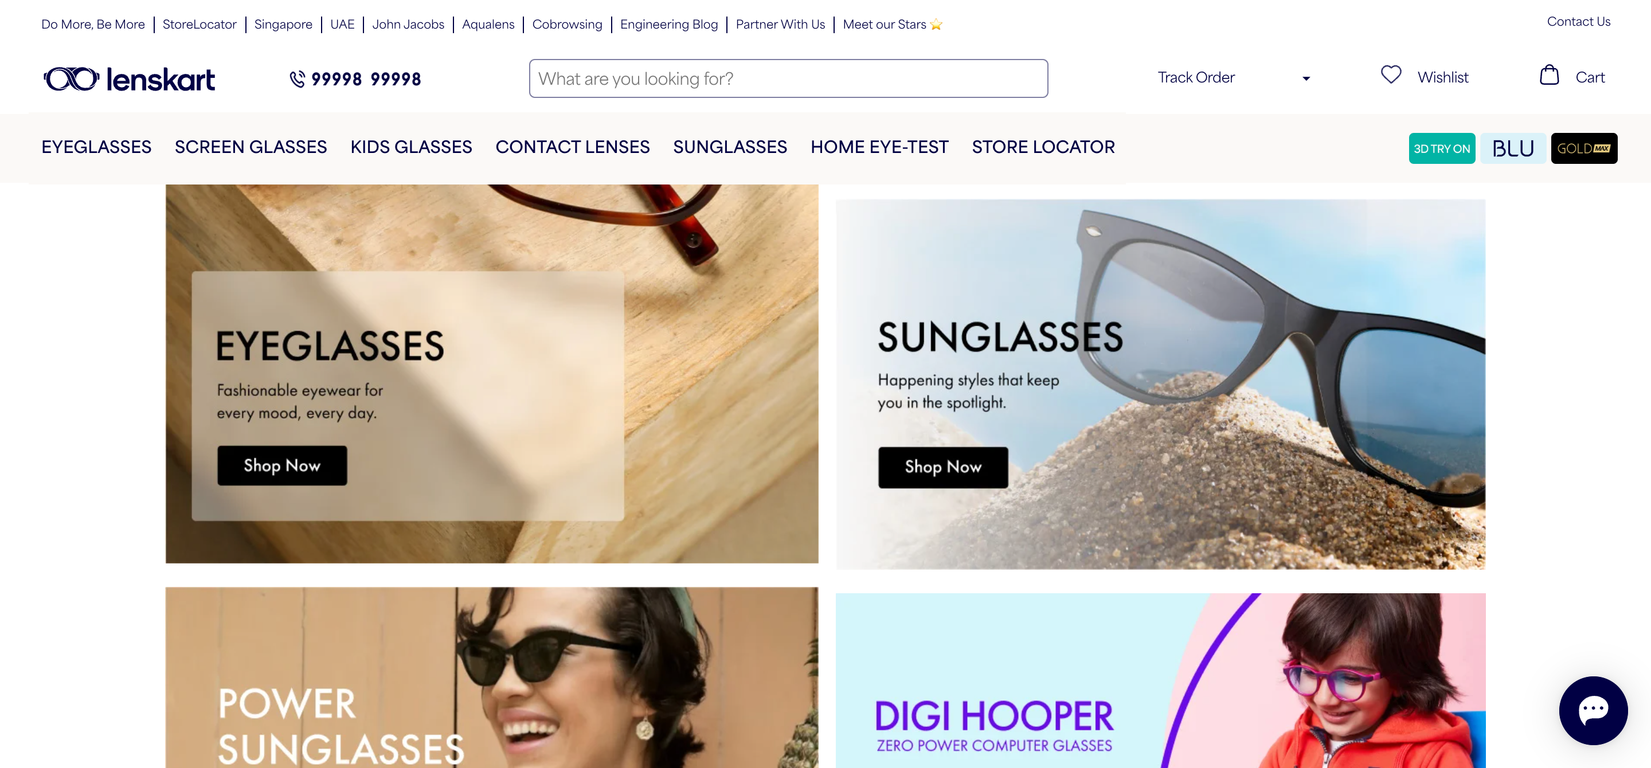 Do More, Be More | StoreLocator | Singapore | UAE | John Jacobs | Aqualens | Cobrowsing | Engineering Blog | Partner With Us | Meet our Stars ⭐
Contact Us
lenskart
99998 99998
What are you looking for?
Track Order
Wishlist
Cart
EYEGLASSES SCREEN GLASSES KIDS GLASSES CONTACT LENSES SUNGLASSES HOME EYE-TEST STORE LOCATOR
3D TRY ON
BLU
GOLD MAX
EYEGLASSES
Fashionable eyewear for
every mood, every day.
Shop Now
SUNGLASSES
Happening styles that keep
you in the spotlight.
Shop Now
POWER
SUNGLASSES
DIGI HOOPER
ZERO POWER COMPUTER GLASSES